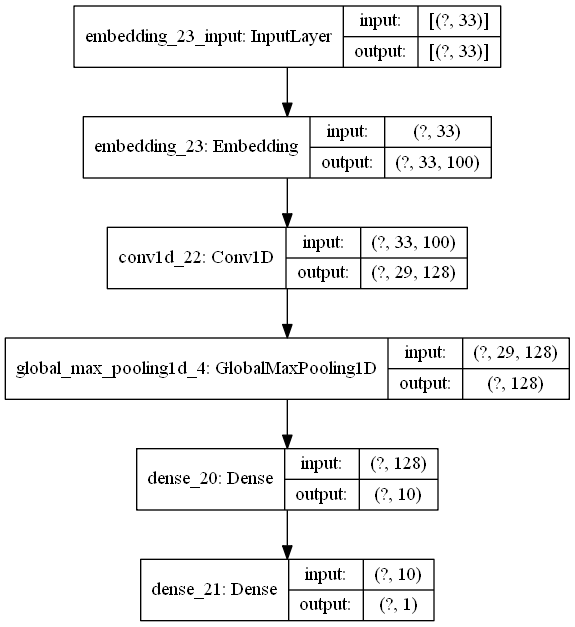 embedding_23_input: InputLayer
input: [(?, 33)]
output: [(?, 33)]
embedding_23: Embedding
input: (?, 33)
output: (?, 33, 100)
conv1d_22: Conv1D
input: (?, 33, 100)
output: (?, 29, 128)
global_max_pooling1d_4: GlobalMaxPooling1D
input: (?, 29, 128)
output: (?, 128)
dense_20: Dense
input: (?, 128)
output: (?, 10)
dense_21: Dense
input: (?, 10)
output: (?, 1)